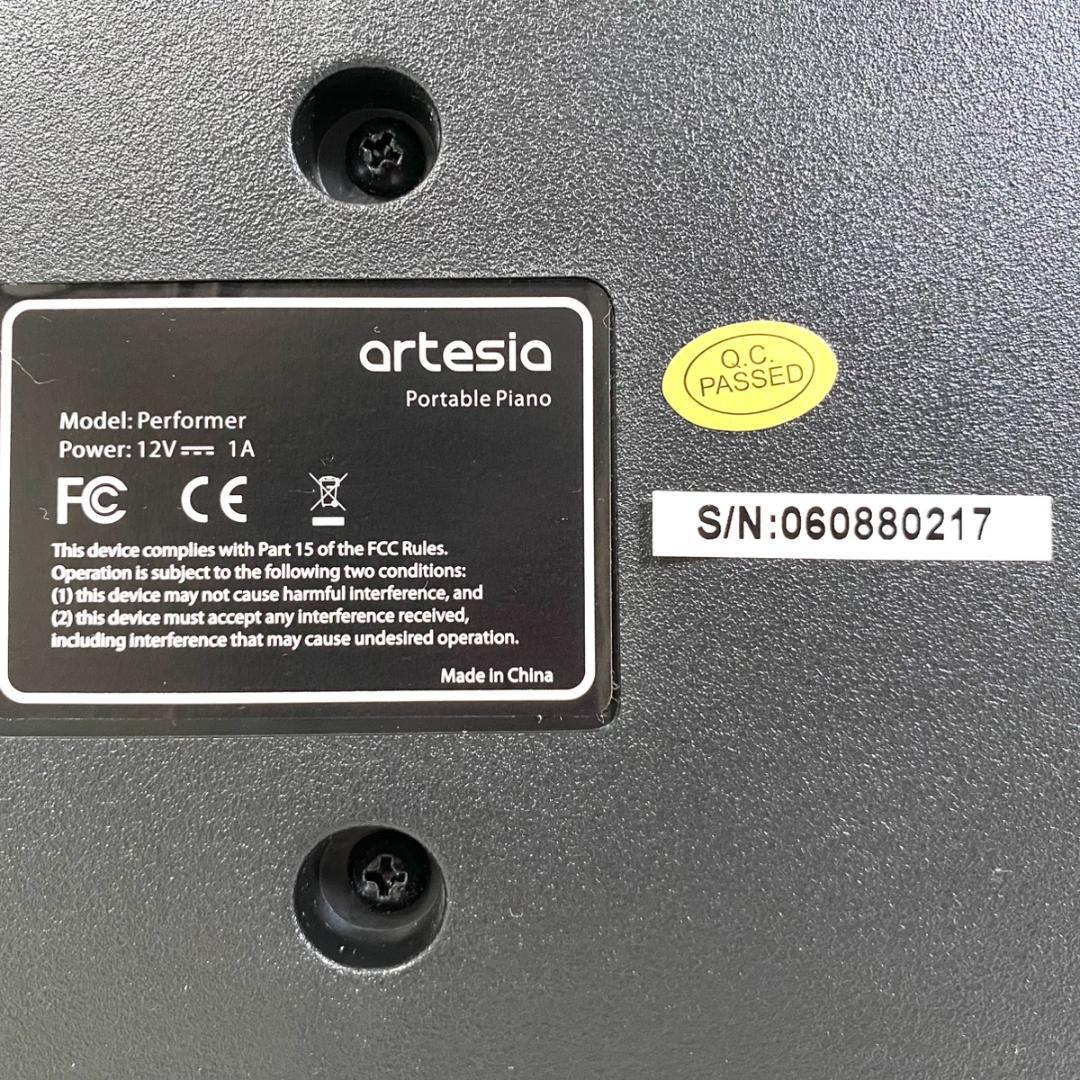 artesia
Portable Piano
Model: Performer
Power: 12V⎓ 1A
FC CE
This device complies with Part 15 of the FCC Rules.
Operation is subject to the following two conditions:
(1) this device may not cause harmful interference, and
(2) this device must accept any interference received,
including interference that may cause undesired operation.
Made in China
Q.C.
PASSED
S/N:060880217